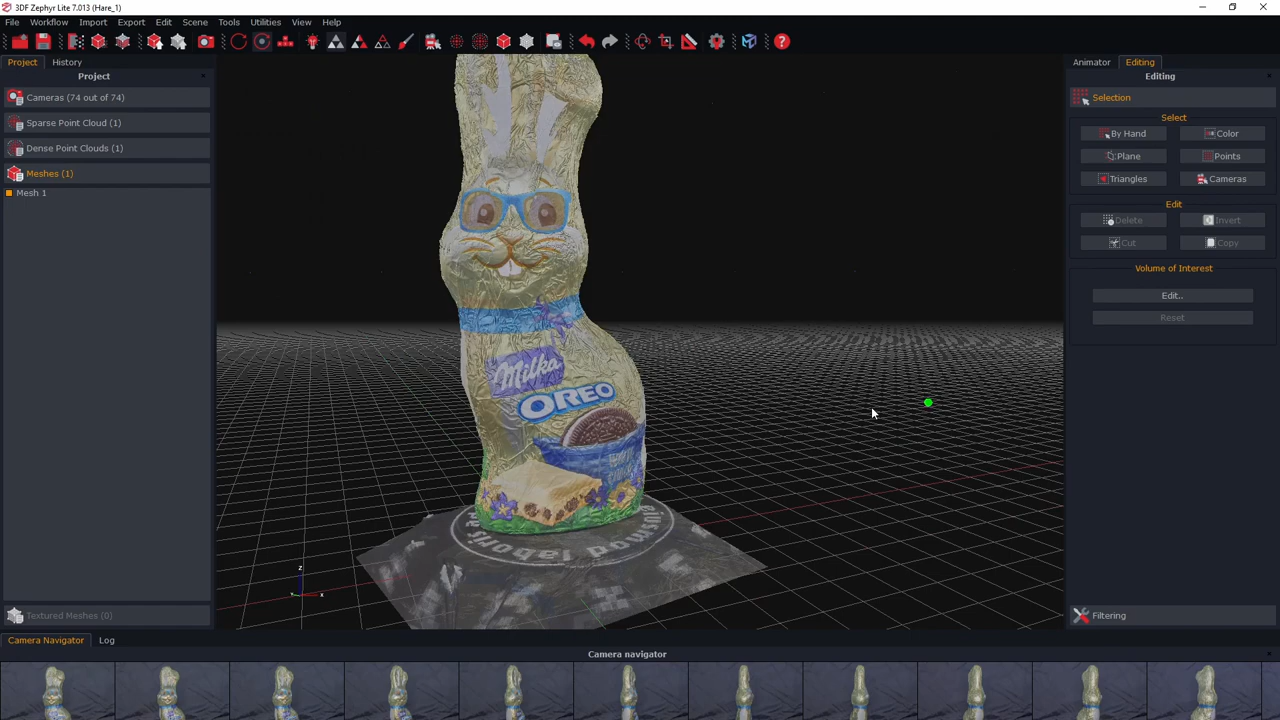 3DF Zephyr Lite 7.013 (Hare_1)
File Workflow Import Export Edit Scene Tools Utilities View Help
Project History
Project
Cameras (74 out of 74)
Sparse Point Cloud (1)
Dense Point Clouds (1)
Meshes (1)
Mesh 1
Textured Meshes (0)
Milka
OREO
eiusmod laboris
z
x
Animator Editing
Editing
Selection
Select
By Hand Color
Plane Points
Triangles Cameras
Edit
Delete Invert
Cut Copy
Volume of Interest
Edit..
Reset
Filtering
Camera Navigator Log
Camera navigator